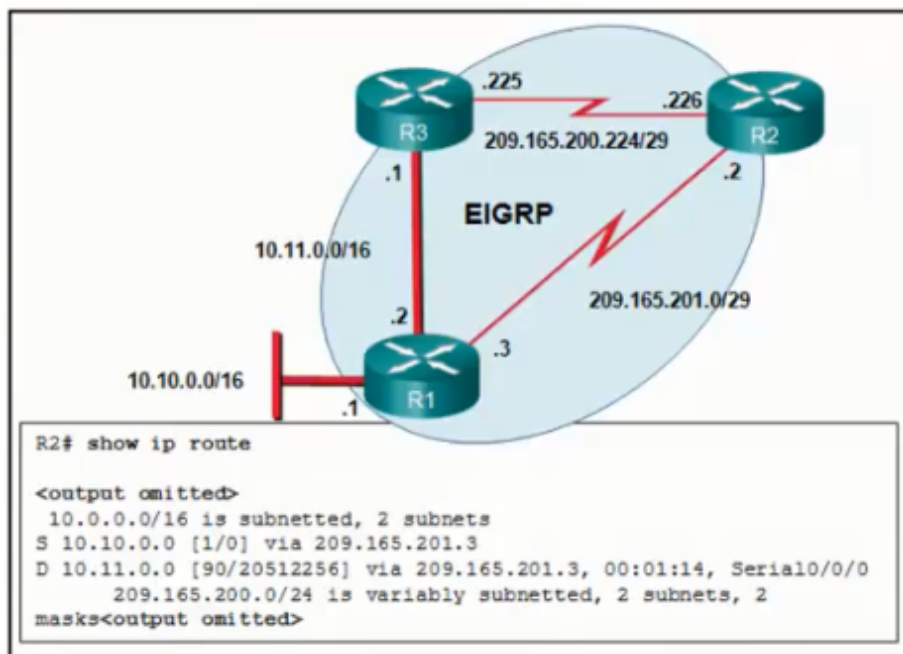 .225
.226
R3
R2
209.165.200.224/29
.1
.2
EIGRP
10.11.0.0/16
209.165.201.0/29
.2
.3
10.10.0.0/16
R1
.1
R2# show ip route
<output omitted>
10.0.0.0/16 is subnetted, 2 subnets
S 10.10.0.0 [1/0] via 209.165.201.3
D 10.11.0.0 [90/20512256] via 209.165.201.3, 00:01:14, Serial0/0/0
209.165.200.0/24 is variably subnetted, 2 subnets, 2
masks<output omitted>